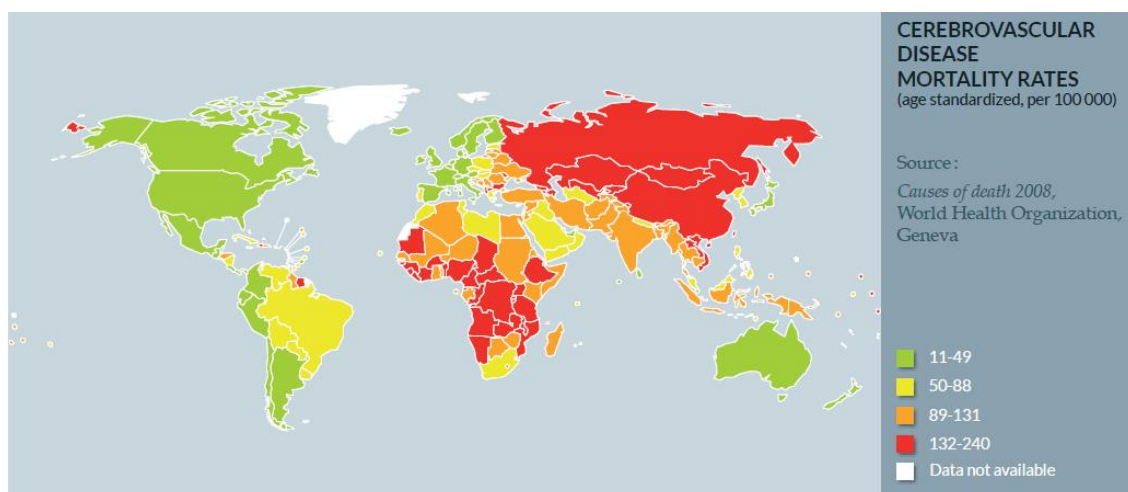 CEREBROVASCULAR
DISEASE
MORTALITY RATES
(age standardized, per 100 000)
Source :
Causes of death 2008,
World Health Organization,
Geneva
11-49
50-88
89-131
132-240
Data not available